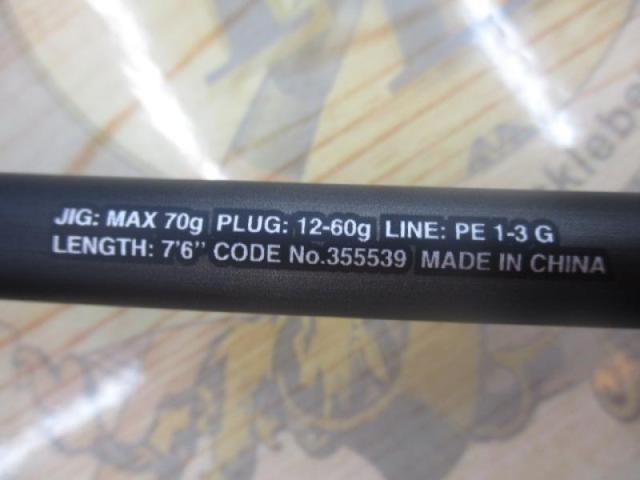 JIG: MAX 70g PLUG: 12-60g LINE: PE 1-3 G
LENGTH: 7'6" CODE No.355539 MADE IN CHINA